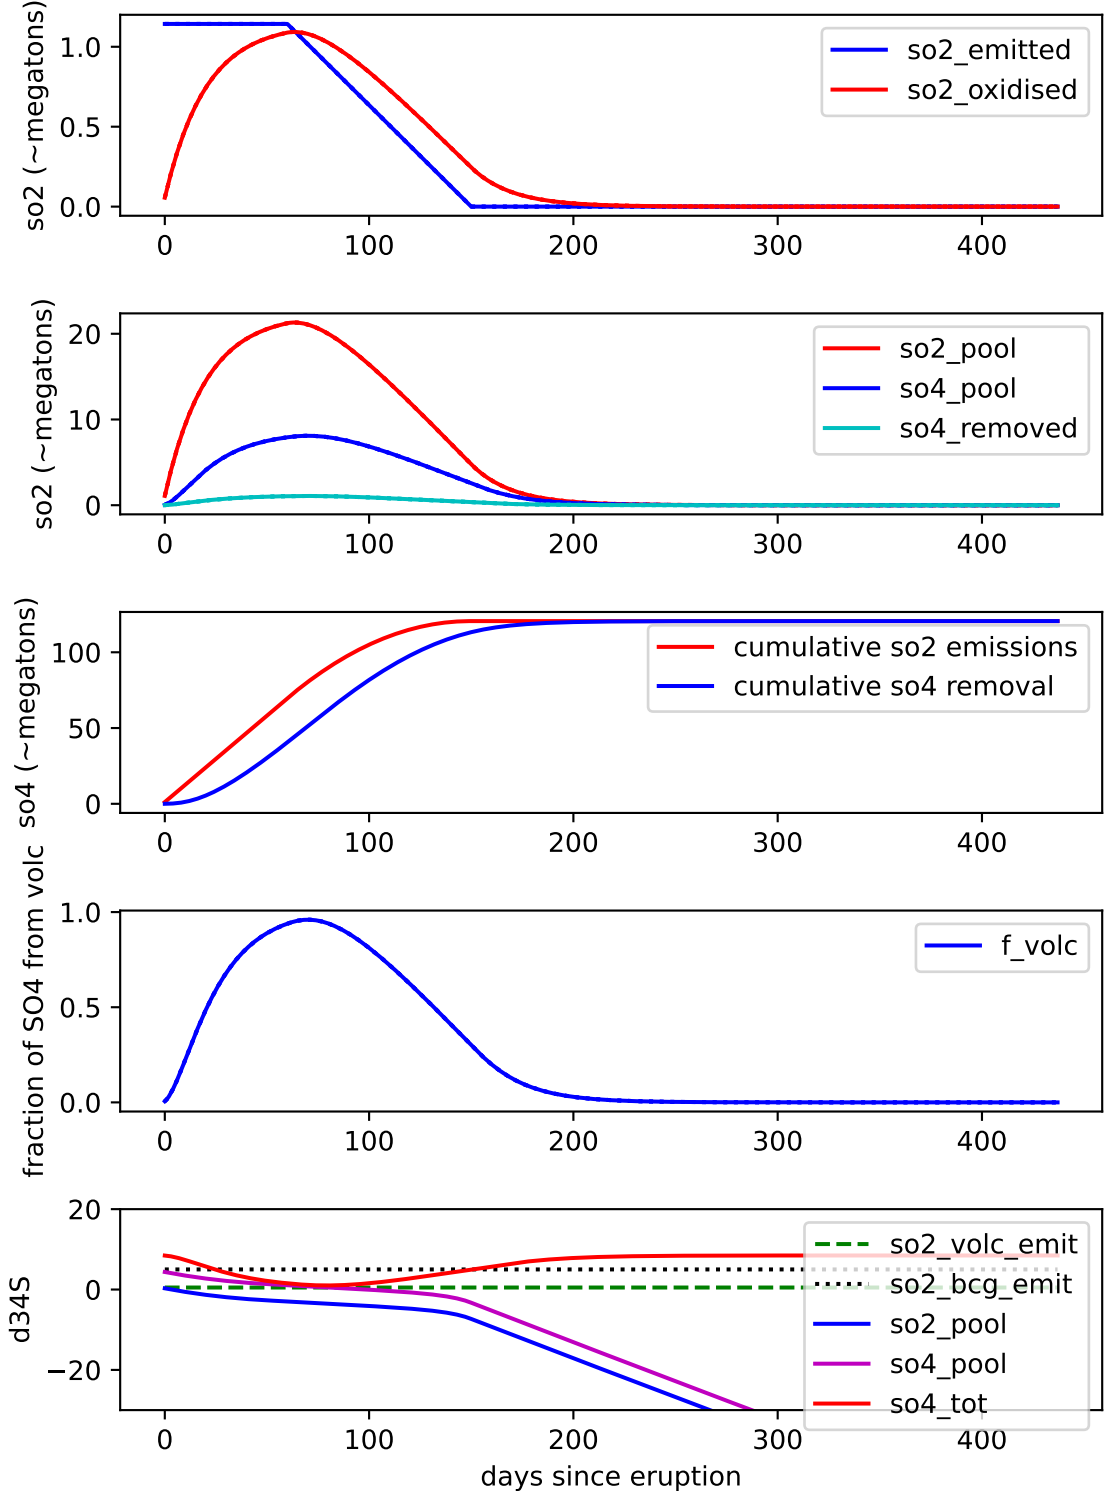 so2 (~megatons)
1.0
0.5
0.0
so2_emitted
so2_oxidised
0 100 200 300 400
so2 (~megatons)
20
10
0
so2_pool
so4_pool
so4_removed
0 100 200 300 400
so4 (~megatons)
100
50
0
cumulative so2 emissions
cumulative so4 removal
0 100 200 300 400
fraction of SO4 from volc
1.0
0.5
0.0
f_volc
0 100 200 300 400
d34S
20
0
−20
so2_volc_emit
so2_bcg_emit
so2_pool
so4_pool
so4_tot
0 100 200 300 400
days since eruption